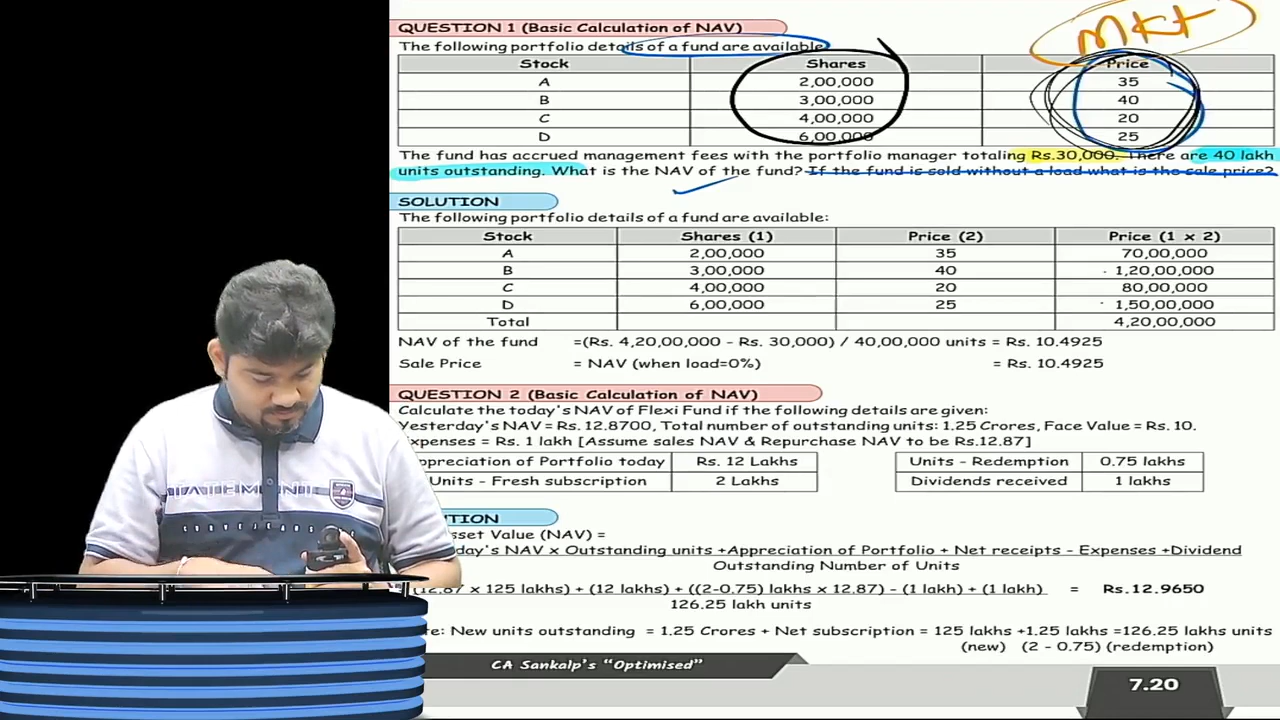 QUESTION 1 (Basic Calculation of NAV)
MKt
The following portfolio details of a fund are available
Stock Shares Price
A 2,00,000 35
B 3,00,000 40
C 4,00,000 20
D 6,00,000 25
The fund has accrued management fees with the portfolio manager totaling Rs.30,000. There are 40 lakh
units outstanding. What is the NAV of the fund? If the fund is sold without a load what is the sale price?
SOLUTION
The following portfolio details of a fund are available:
Stock Shares (1) Price (2) Price (1 x 2)
A 2,00,000 35 70,00,000
B 3,00,000 40 1,20,00,000
C 4,00,000 20 80,00,000
D 6,00,000 25 1,50,00,000
Total 4,20,00,000
NAV of the fund =(Rs. 4,20,00,000 - Rs. 30,000) / 40,00,000 units = Rs. 10.4925
Sale Price = NAV (when load=0%) = Rs. 10.4925
QUESTION 2 (Basic Calculation of NAV)
Calculate the today's NAV of Flexi Fund if the following details are given:
Yesterday's NAV = Rs. 12.8700, Total number of outstanding units: 1.25 Crores, Face Value = Rs. 10.
Expenses = Rs. 1 lakh [Assume sales NAV & Repurchase NAV to be Rs.12.87]
ppreciation of Portfolio today Rs. 12 Lakhs Units - Redemption 0.75 lakhs
Units - Fresh subscription 2 Lakhs Dividends received 1 lakhs
TION
Asset Value (NAV) =
day's NAV x Outstanding units +Appreciation of Portfolio + Net receipts - Expenses +Dividend
Outstanding Number of Units
(12.87 x 125 lakhs) + (12 lakhs) + ((2-0.75) lakhs x 12.87) - (1 lakh) + (1 lakh) = Rs.12.9650
126.25 lakh units
te: New units outstanding = 1.25 Crores + Net subscription = 125 lakhs +1.25 lakhs =126.25 lakhs units
(new) (2 - 0.75) (redemption)
CA Sankalp's "Optimised"
7.20